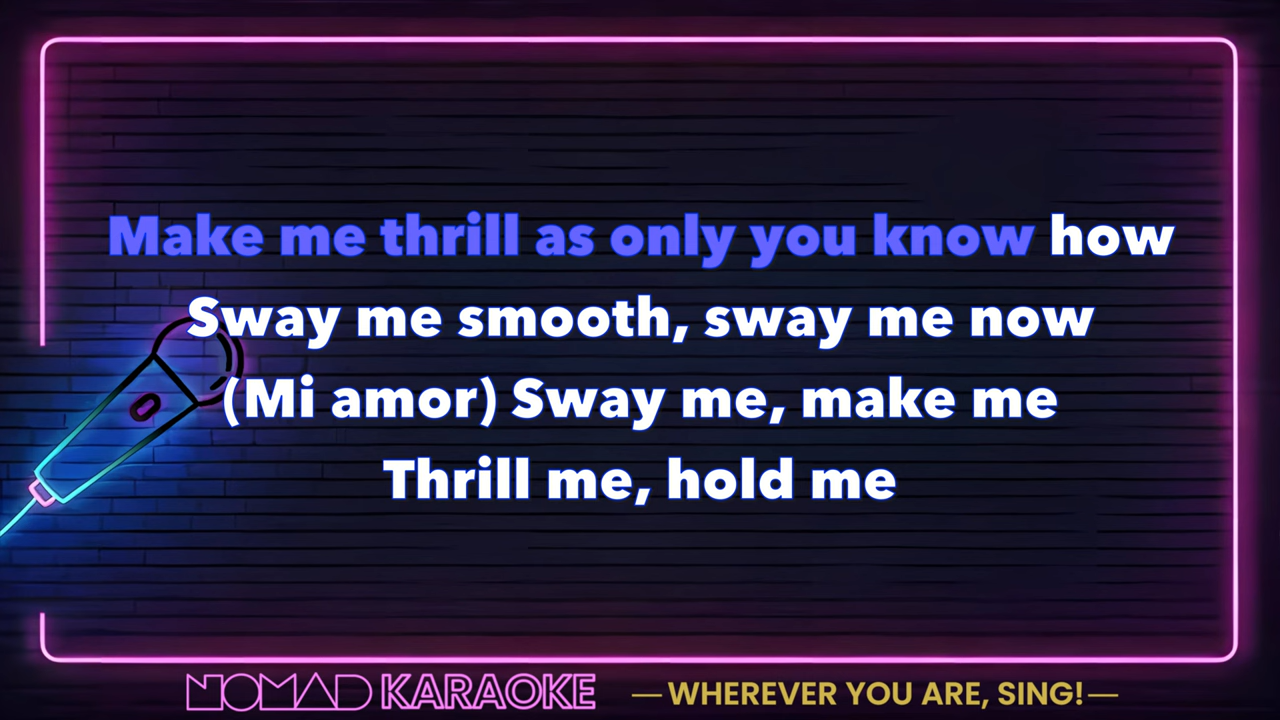 Make me thrill as only you know how
Sway me smooth, sway me now
(Mi amor) Sway me, make me
Thrill me, hold me
NOMAD KARAOKE — WHEREVER YOU ARE, SING! —